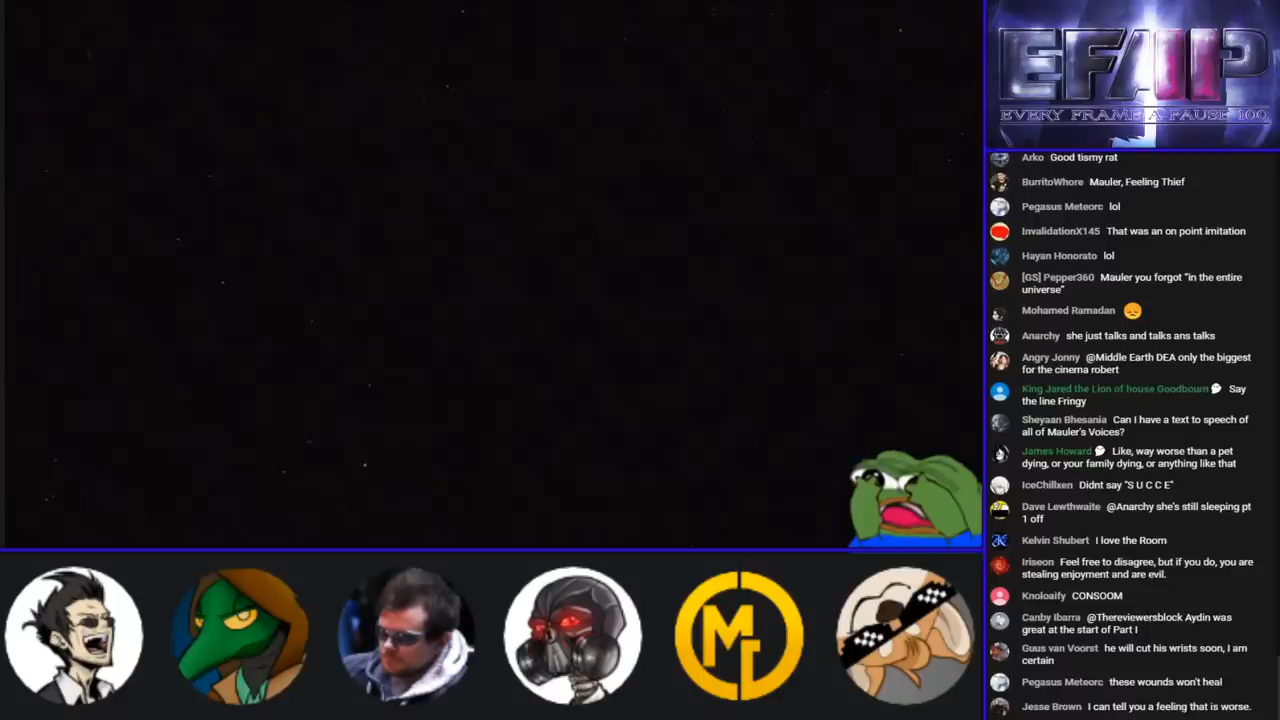 EFAP
EVERY FRAME A PAUSE 100
Arko Good tismy rat
BurritoWhore Mauler, Feeling Thief
Pegasus Meteorc lol
InvalidationX145 That was an on point imitation
Hayan Honorato lol
[GS] Pepper360 Mauler you forgot "in the entire
universe"
Mohamed Ramadan 😞
Anarchy she just talks and talks ans talks
Angry Jonny @Middle Earth DEA only the biggest
for the cinema robert
King Jared the Lion of house Goodbourn Say
the line Fringy
Sheyaan Bhesania Can I have a text to speech of
all of Mauler's Voices?
James Howard Like, way worse than a pet
dying, or your family dying, or anything like that
IceChillxen Didnt say "S U C C E"
Dave Lewthwaite @Anarchy she's still sleeping pt
1 off
Kelvin Shubert I love the Room
Iriseon Feel free to disagree, but if you do, you are
stealing enjoyment and are evil.
Knoloaify CONSOOM
Canby Ibarra @Thereviewersblock Aydin was
great at the start of Part I
Guus van Voorst he will cut his wrists soon, I am
certain
Pegasus Meteorc these wounds won't heal
Jesse Brown I can tell you a feeling that is worse.